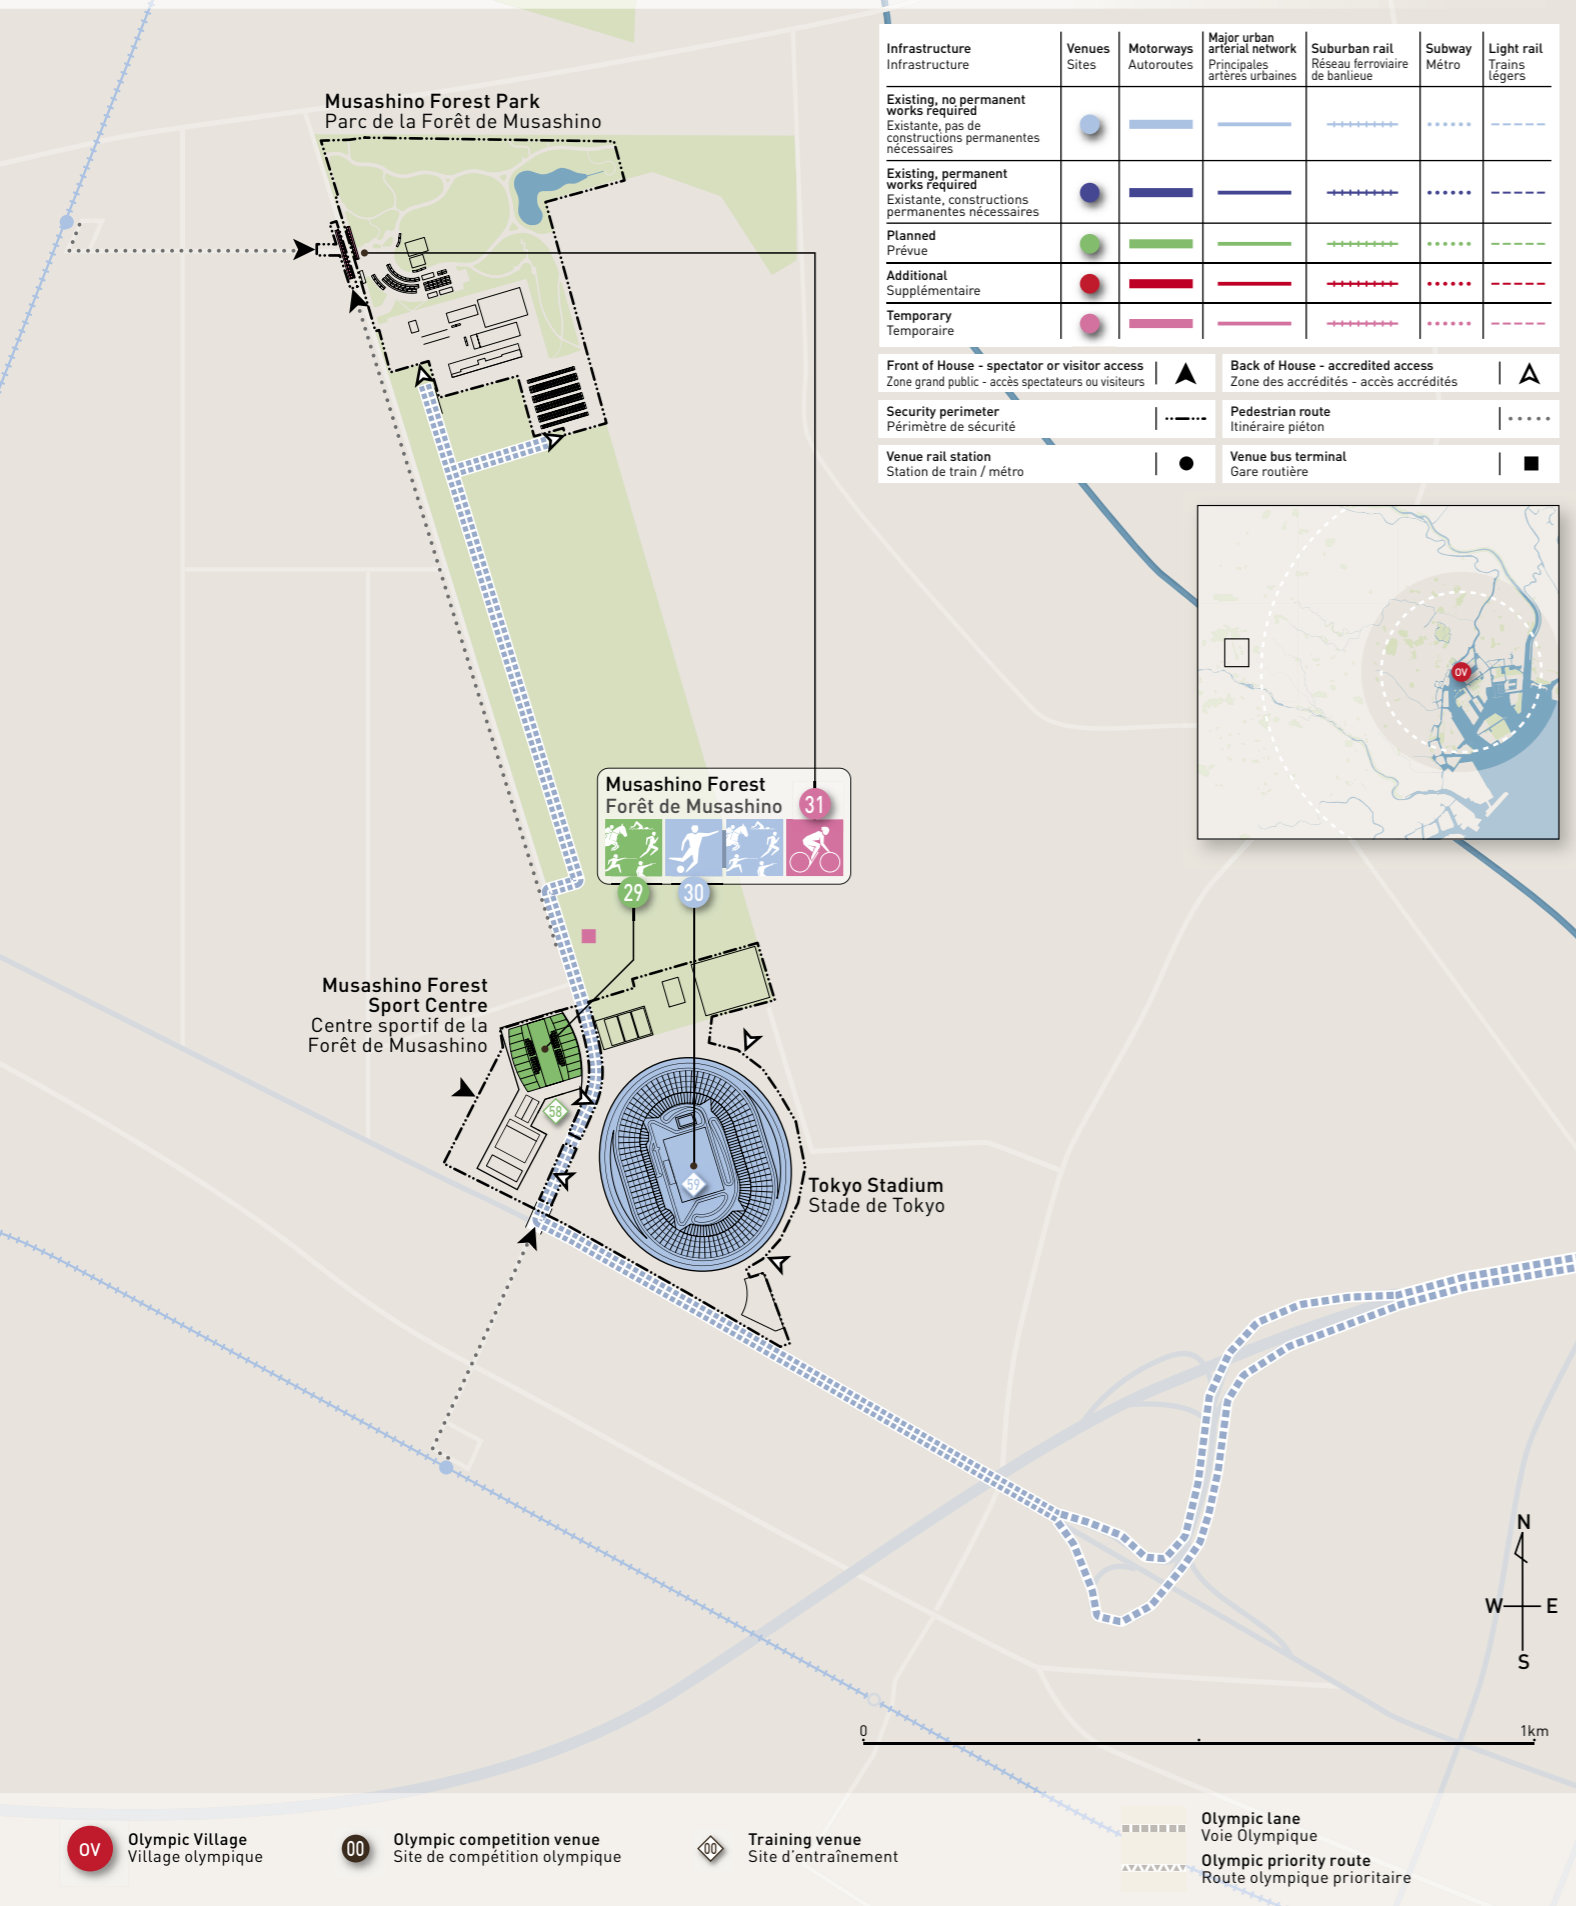 Infrastructure
Infrastructure
Venues
Sites
Motorways
Autoroutes
Major urban
arterial network
Principales
artères urbaines
Suburban rail
Réseau ferroviaire
de banlieue
Subway
Métro
Light rail
Trains
légers
Existing, no permanent
works required
Existante, pas de
constructions permanentes
nécessaires
Existing, permanent
works required
Existante, constructions
permanentes nécessaires
Planned
Prévue
Additional
Supplémentaire
Temporary
Temporaire
Front of House - spectator or visitor access
Zone grand public - accès spectateurs ou visiteurs
Back of House - accredited access
Zone des accrédités - accès accrédités
Security perimeter
Périmètre de sécurité
Pedestrian route
Itinéraire piéton
Venue rail station
Station de train / métro
Venue bus terminal
Gare routière
Musashino Forest Park
Parc de la Forêt de Musashino
OV
Musashino Forest
Forêt de Musashino
31
29
30
Musashino Forest
Sport Centre
Centre sportif de la
Forêt de Musashino
58
59
Tokyo Stadium
Stade de Tokyo
N
W
E
S
0
1km
OV
Olympic Village
Village olympique
00
Olympic competition venue
Site de compétition olympique
00
Training venue
Site d'entraînement
Olympic lane
Voie Olympique
Olympic priority route
Route olympique prioritaire